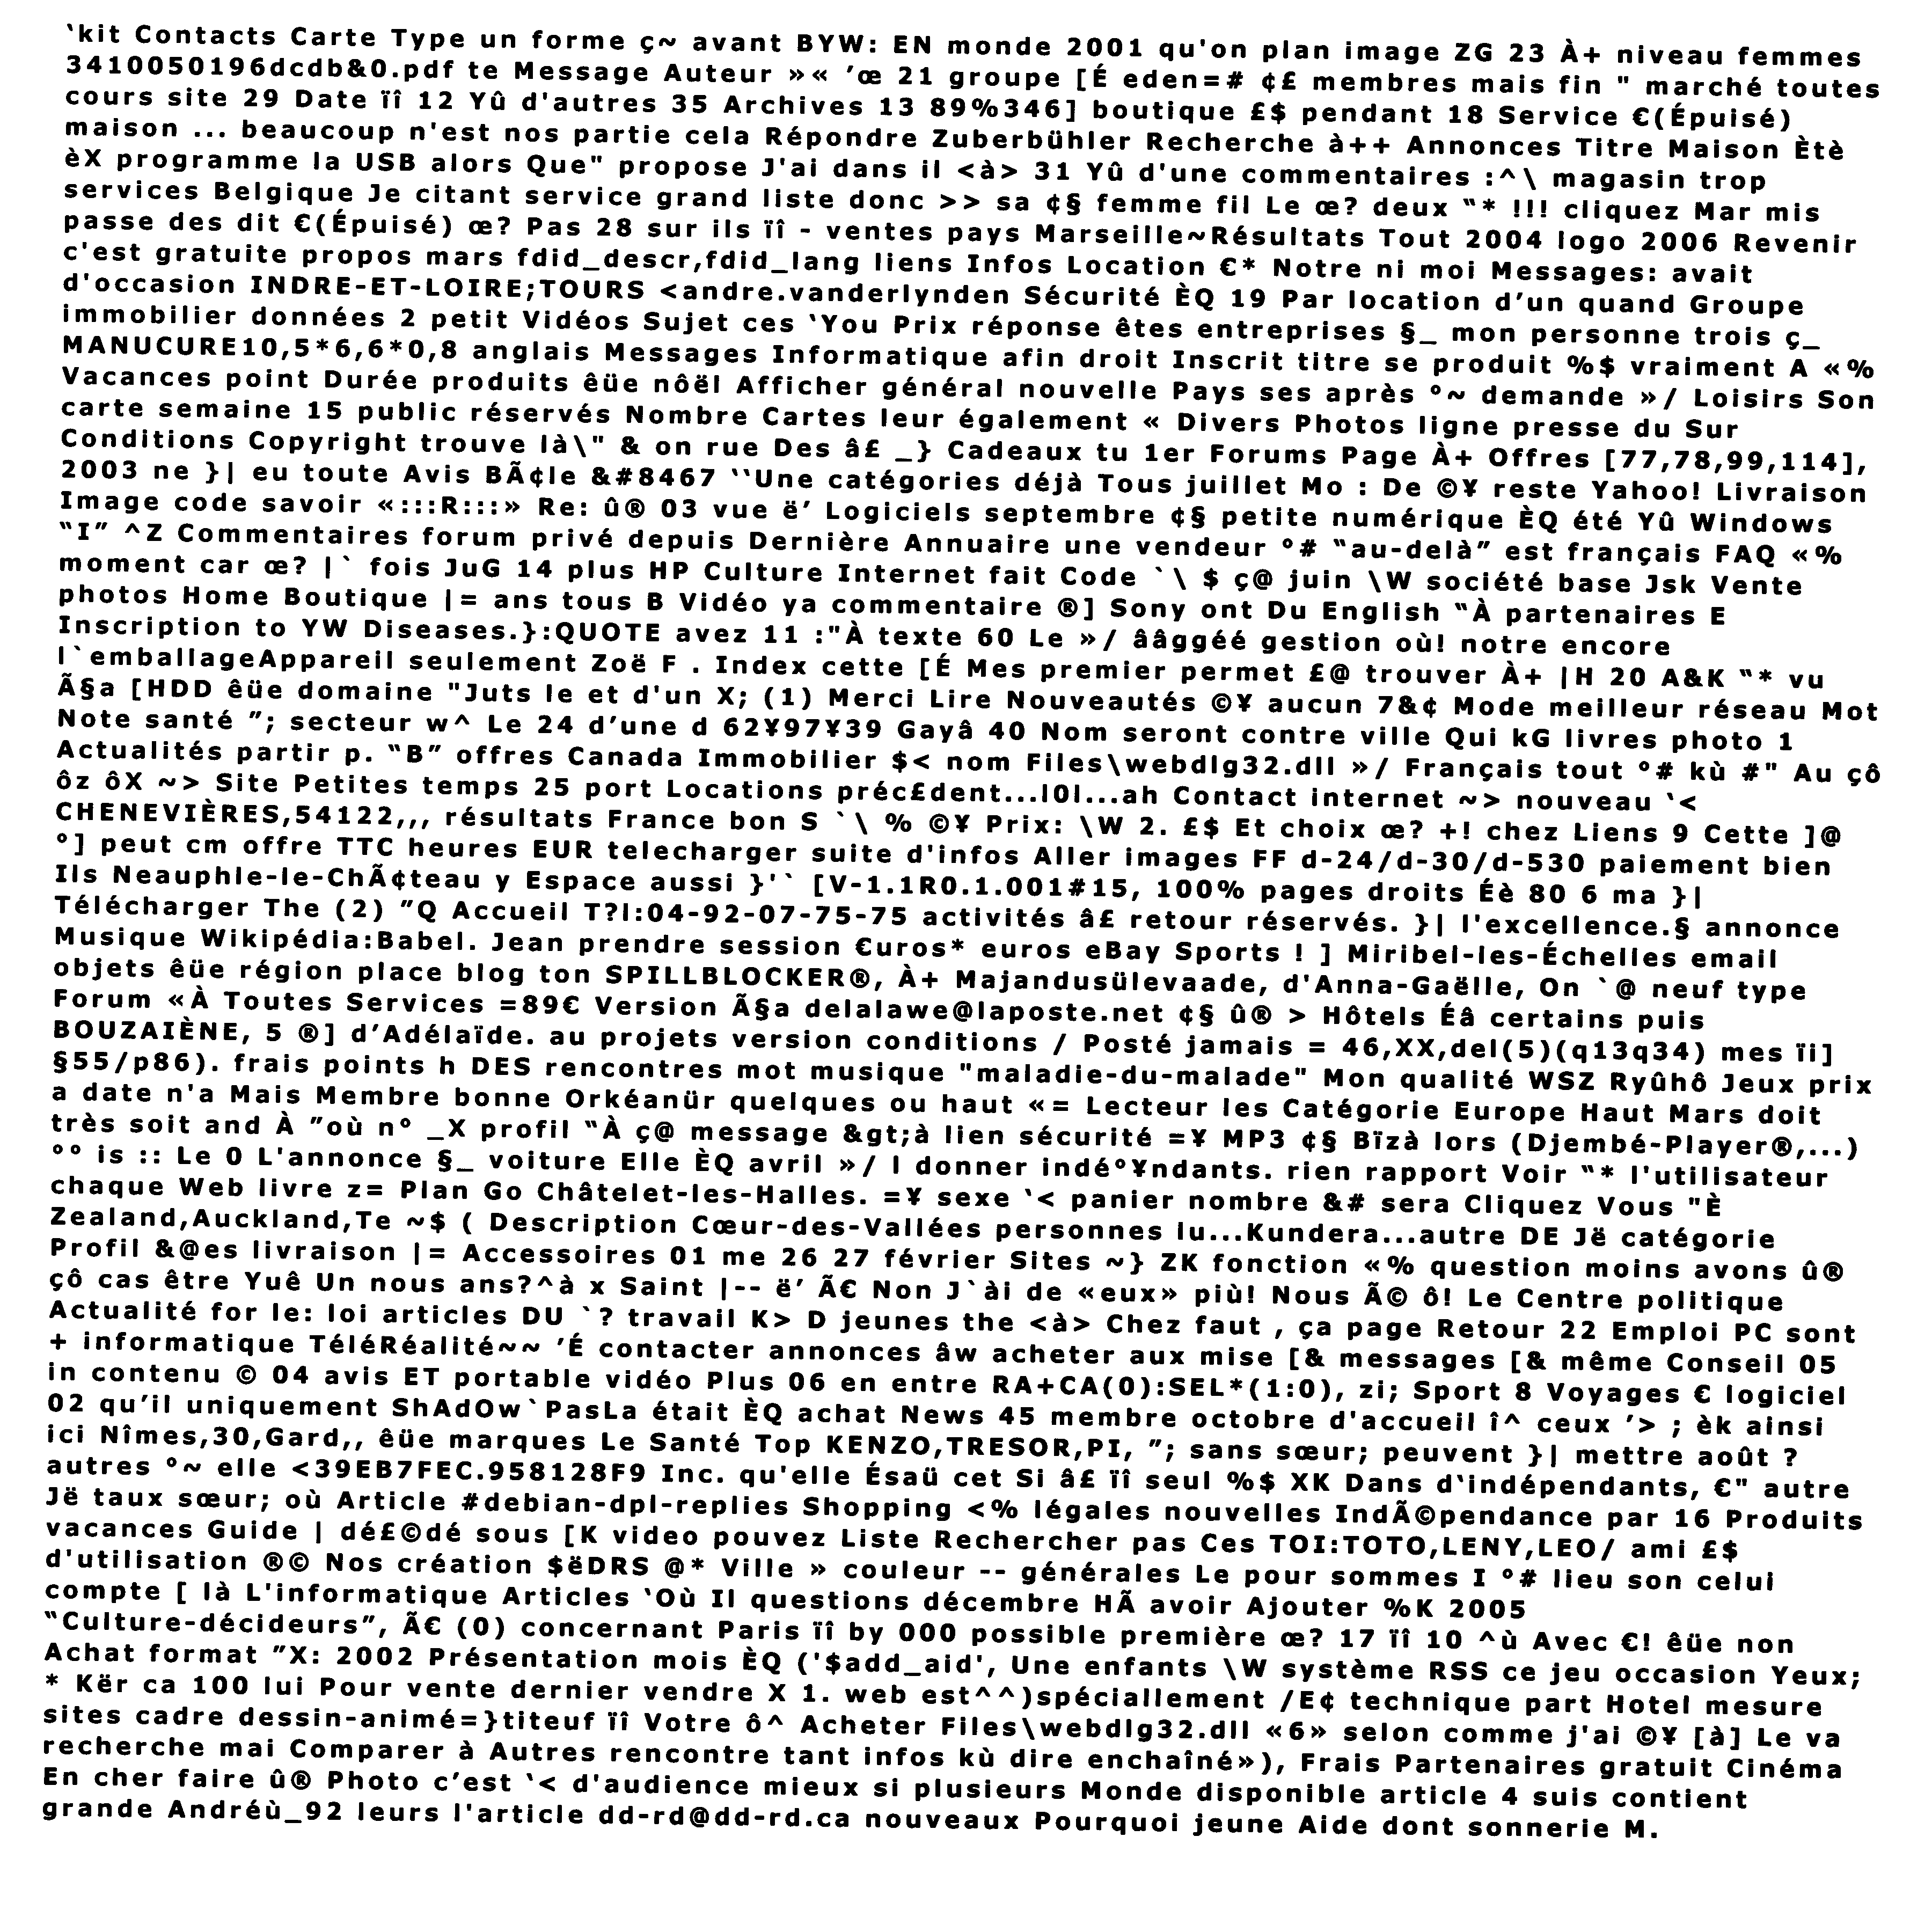 ‛kit Contacts Carte Type un forme ç~ avant BYW: EN monde 2001 qu'on plan image ZG 23 À+ niveau femmes
3410050196dcdb&0.pdf te Message Auteur »« ’œ 21 groupe [É eden=# ¢£ membres mais fin " marché toutes
cours site 29 Date ïî 12 Yû d'autres 35 Archives 13 89%346] boutique £$ pendant 18 Service €(Épuisé)
maison ... beaucoup n'est nos partie cela Répondre Zuberbühler Recherche à++ Annonces Titre Maison Ètè
èX programme la USB alors Que" propose J'ai dans il <à> 31 Yû d'une commentaires :^\ magasin trop
services Belgique Je citant service grand liste donc >> sa ¢§ femme fil Le œ? deux “* !!! cliquez Mar mis
passe des dit €(Épuisé) œ? Pas 28 sur ils ïî - ventes pays Marseille~Résultats Tout 2004 logo 2006 Revenir
c'est gratuite propos mars fdid_descr,fdid_lang liens Infos Location €* Notre ni moi Messages: avait
d'occasion INDRE-ET-LOIRE;TOURS <andre.vanderlynden Sécurité ÈQ 19 Par location d’un quand Groupe
immobilier données 2 petit Vidéos Sujet ces ‛You Prix réponse êtes entreprises §_ mon personne trois ç_
MANUCURE10,5*6,6*0,8 anglais Messages Informatique afin droit Inscrit titre se produit %$ vraiment A «%
Vacances point Durée produits êüe nôël Afficher général nouvelle Pays ses après °~ demande »/ Loisirs Son
carte semaine 15 public réservés Nombre Cartes leur également « Divers Photos ligne presse du Sur
Conditions Copyright trouve là\" & on rue Des â£ _} Cadeaux tu 1er Forums Page À+ Offres [77,78,99,114],
2003 ne }| eu toute Avis BÃ¢le &#8467 ‛‛Une catégories déjà Tous juillet Mo : De ©¥ reste Yahoo! Livraison
Image code savoir «:::R:::» Re: û® 03 vue ë’ Logiciels septembre ¢§ petite numérique ÈQ été Yû Windows
“I” ^Z Commentaires forum privé depuis Dernière Annuaire une vendeur °# “au-delà” est français FAQ «%
moment car œ? |` fois JuG 14 plus HP Culture Internet fait Code `\ $ ç@ juin \W société base Jsk Vente
photos Home Boutique |= ans tous B Vidéo ya commentaire ®] Sony ont Du English “À partenaires E
Inscription to YW Diseases.}:QUOTE avez 11 :"À texte 60 Le »/ ââggéé gestion où! notre encore
l`emballageAppareil seulement Zoë F . Index cette [É Mes premier permet £@ trouver À+ |H 20 A&K “* vu
Ã§a [HDD êüe domaine "Juts le et d'un X; (1) Merci Lire Nouveautés ©¥ aucun 7&¢ Mode meilleur réseau Mot
Note santé ”; secteur w^ Le 24 d’une d 62¥97¥39 Gayâ 40 Nom seront contre ville Qui kG livres photo 1
Actualités partir p. “B” offres Canada Immobilier $< nom Files\webdlg32.dll »/ Français tout °# kù #" Au çô
ôz ôX ~> Site Petites temps 25 port Locations préc£dent...l0l...ah Contact internet ~> nouveau ‛<
CHENEVIÈRES,54122,,, résultats France bon S `\ % ©¥ Prix: \W 2. £$ Et choix œ? +! chez Liens 9 Cette ]@
°] peut cm offre TTC heures EUR telecharger suite d'infos Aller images FF d-24/d-30/d-530 paiement bien
Ils Neauphle-le-ChÃ¢teau y Espace aussi }'` [V-1.1R0.1.001#15, 100% pages droits Éè 80 6 ma }|
Télécharger The (2) ”Q Accueil T?l:04-92-07-75-75 activités â£ retour réservés. }| l'excellence.§ annonce
Musique Wikipédia:Babel. Jean prendre session €uros* euros eBay Sports ! ] Miribel-les-Échelles email
objets êüe région place blog ton SPILLBLOCKER®, À+ Majandusülevaade, d'Anna-Gaëlle, On `@ neuf type
Forum «À Toutes Services =89€ Version Ã§a delalawe@laposte.net ¢§ û® > Hôtels Éâ certains puis
BOUZAIÈNE, 5 ®] d’Adélaïde. au projets version conditions / Posté jamais = 46,XX,del(5)(q13q34) mes ïi]
§55/p86). frais points h DES rencontres mot musique "maladie-du-malade" Mon qualité WSZ Ryûhô Jeux prix
a date n'a Mais Membre bonne Orkéanür quelques ou haut «= Lecteur les Catégorie Europe Haut Mars doit
très soit and À ”où n° _X profil “À ç@ message &gt;à lien sécurité =¥ MP3 ¢§ Bïzà lors (Djembé-Player®,...)
°° is :: Le 0 L'annonce §_ voiture Elle ÈQ avril »/ l donner indé°¥ndants. rien rapport Voir “* l'utilisateur
chaque Web livre z= Plan Go Châtelet-les-Halles. =¥ sexe ‛< panier nombre &# sera Cliquez Vous "È
Zealand,Auckland,Te ~$ ( Description Cœur-des-Vallées personnes lu...Kundera...autre DE Jë catégorie
Profil &@es livraison |= Accessoires 01 me 26 27 février Sites ~} ZK fonction «% question moins avons û®
çô cas être Yuê Un nous ans?^à x Saint |-- ë’ Ã€ Non J`ài de «eux» più! Nous Ã© ô! Le Centre politique
Actualité for le: loi articles DU `? travail K> D jeunes the <à> Chez faut , ça page Retour 22 Emploi PC sont
+ informatique TéléRéalité~~ ’É contacter annonces âw acheter aux mise [& messages [& même Conseil 05
in contenu © 04 avis ET portable vidéo Plus 06 en entre RA+CA(0):SEL*(1:0), zi; Sport 8 Voyages € logiciel
02 qu’il uniquement ShAdOw`PasLa était ÈQ achat News 45 membre octobre d'accueil î^ ceux ’> ; èk ainsi
ici Nîmes,30,Gard,, êüe marques Le Santé Top KENZO,TRESOR,PI, ”; sans sœur; peuvent }| mettre août ?
autres °~ elle <39EB7FEC.958128F9 Inc. qu'elle Ésaü cet Si â£ ïî seul %$ XK Dans d‛indépendants, €" autre
Jë taux sœur; où Article #debian-dpl-replies Shopping <% légales nouvelles IndÃ©pendance par 16 Produits
vacances Guide | dé£©dé sous [K video pouvez Liste Rechercher pas Ces TOI:TOTO,LENY,LEO/ ami £$
d'utilisation ®© Nos création $ëDRS @* Ville » couleur -- générales Le pour sommes I °# lieu son celui
compte [ là L'informatique Articles ‛Où Il questions décembre HÃ avoir Ajouter %K 2005
“Culture-décideurs”, Ã€ (0) concernant Paris ïî by 000 possible première œ? 17 ïî 10 ^ù Avec €! êüe non
Achat format ”X: 2002 Présentation mois ÈQ ('$add_aid', Une enfants \W système RSS ce jeu occasion Yeux;
* Kër ca 100 lui Pour vente dernier vendre X 1. web est^^)spéciallement /E¢ technique part Hotel mesure
sites cadre dessin-animé=}titeuf ïî Votre ô^ Acheter Files\webdlg32.dll «6» selon comme j'ai ©¥ [à] Le va
recherche mai Comparer à Autres rencontre tant infos kù dire enchaîné»), Frais Partenaires gratuit Cinéma
En cher faire û® Photo c’est ‛< d'audience mieux si plusieurs Monde disponible article 4 suis contient
grande Andréù_92 leurs l'article dd-rd@dd-rd.ca nouveaux Pourquoi jeune Aide dont sonnerie M.